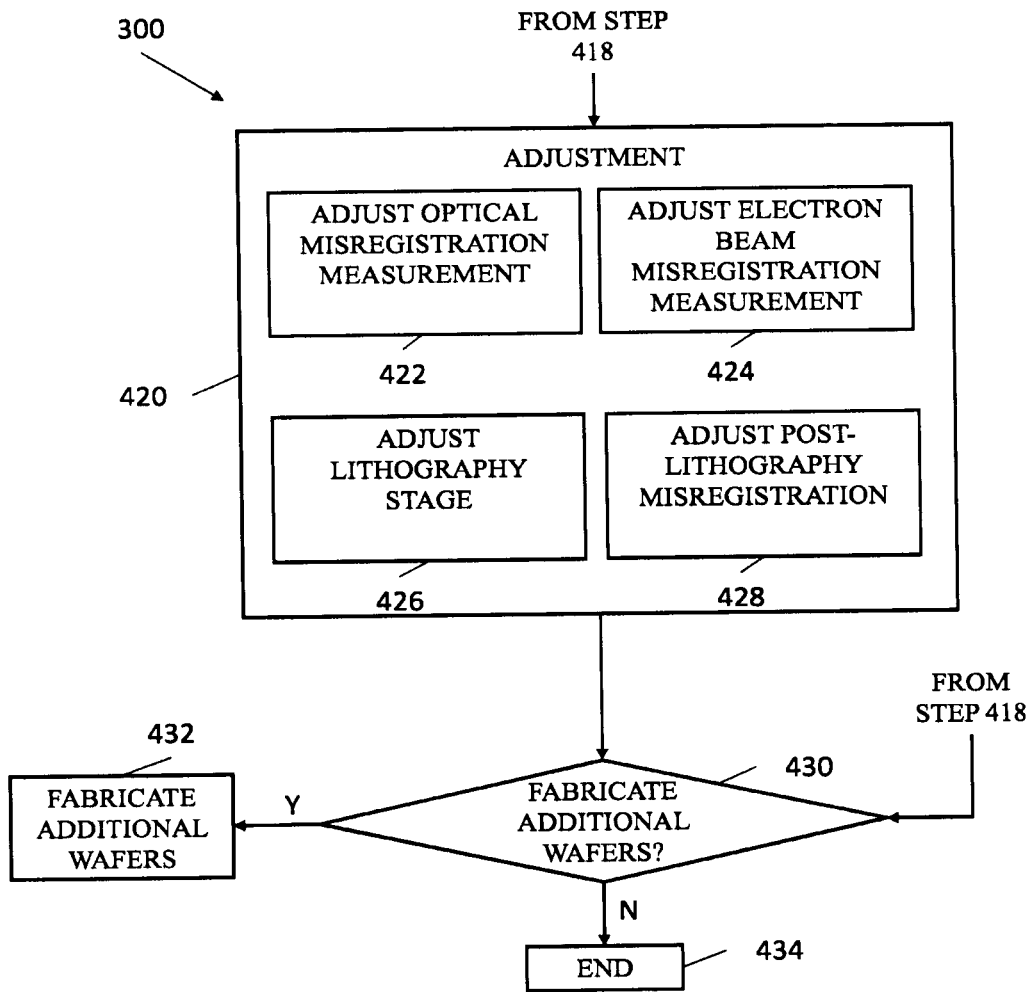 300
FROM STEP
418
ADJUSTMENT
ADJUST OPTICAL
MISREGISTRATION
MEASUREMENT
ADJUST ELECTRON
BEAM
MISREGISTRATION
MEASUREMENT
422
424
420
ADJUST
LITHOGRAPHY
STAGE
ADJUST POST-
LITHOGRAPHY
MISREGISTRATION
426
428
FROM
STEP 418
432
430
FABRICATE
ADDITIONAL
WAFERS
Y
FABRICATE
ADDITIONAL
WAFERS?
N
END
434